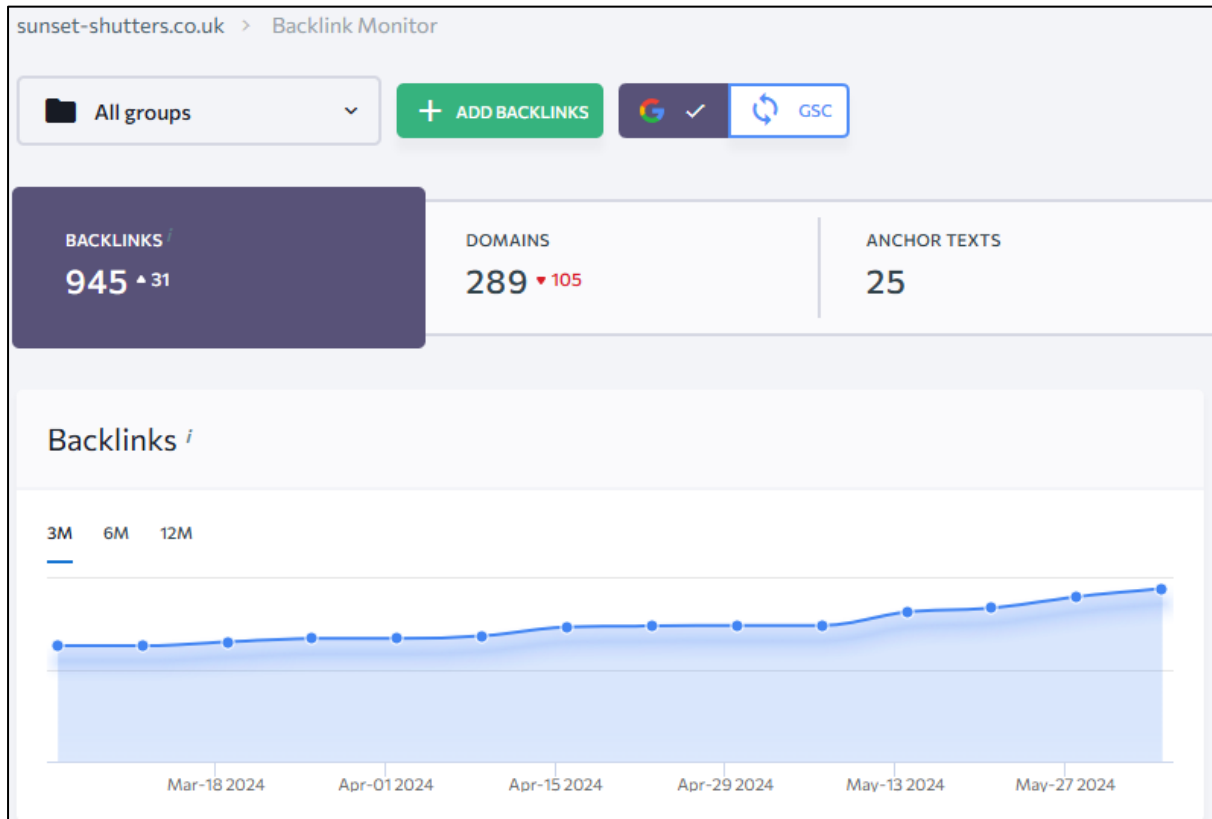 sunset-shutters.co.uk > Backlink Monitor
All groups
+ ADD BACKLINKS
GSC
BACKLINKS i
945 ▲ 31
DOMAINS
289 ▼ 105
ANCHOR TEXTS
25
Backlinks i
3M 6M 12M
Mar-18 2024 Apr-01 2024 Apr-15 2024 Apr-29 2024 May-13 2024 May-27 2024